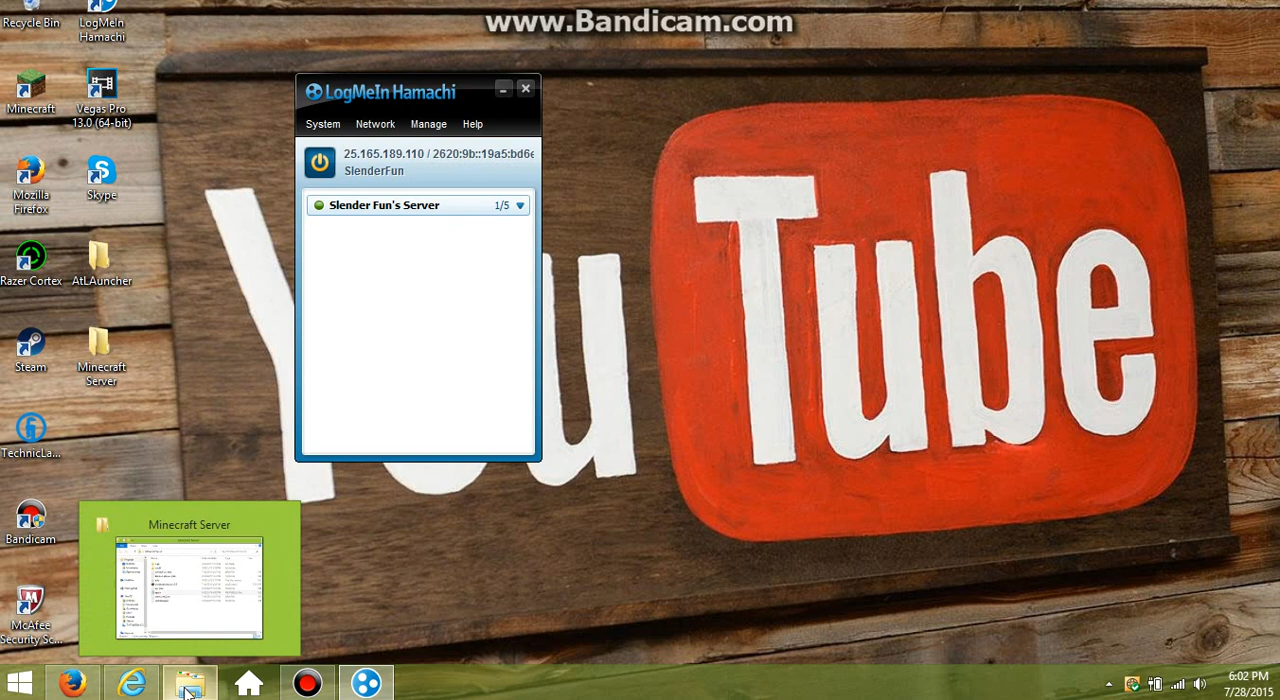 www.Bandicam.com
Recycle Bin
LogMeIn
Hamachi
Minecraft
Vegas Pro
13.0 (64-bit)
Mozilla
Firefox
Skype
Razer Cortex
AtLAuncher
Steam
Minecraft
Server
TechnicLa...
Bandicam
McAfee
Security Sc...
LogMeIn Hamachi
System Network Manage Help
25.165.189.110 / 2620:9b::19a5:bd6e
SlenderFun
Slender Fun's Server 1/5
You Tube
Minecraft Server
6:02 PM
7/28/2015